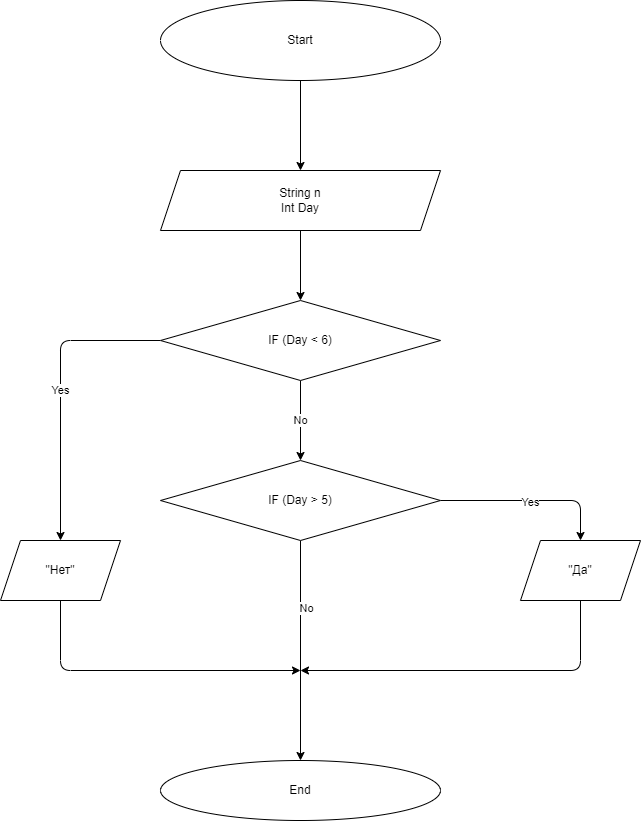 Start
String n
Int Day
IF (Day < 6)
Yes
No
IF (Day > 5)
Yes
"Нет"
"Да"
No
End